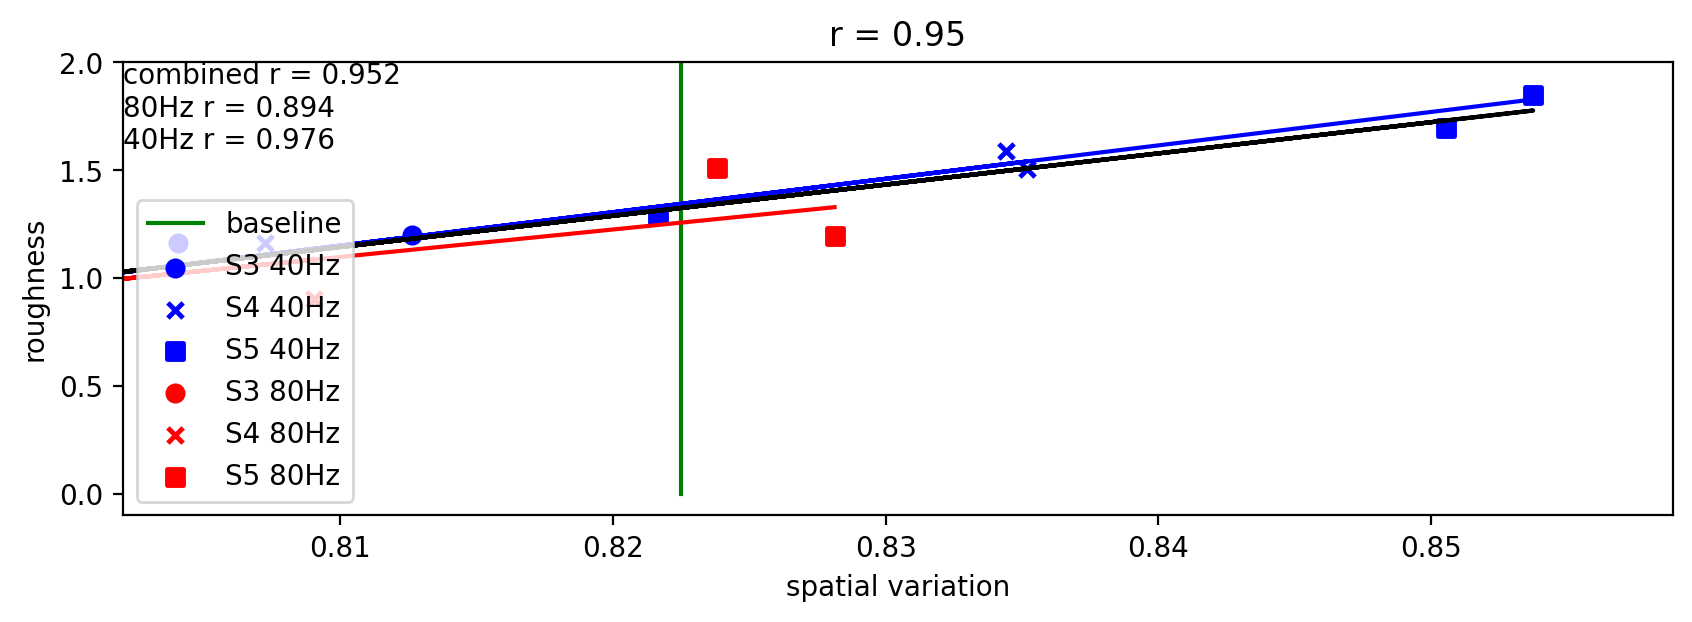 r = 0.95
combined r = 0.952
80Hz r = 0.894
40Hz r = 0.976
2.0
1.5
1.0
0.5
0.0
roughness
baseline
S3 40Hz
S4 40Hz
S5 40Hz
S3 80Hz
S4 80Hz
S5 80Hz
0.81 0.82 0.83 0.84 0.85
spatial variation